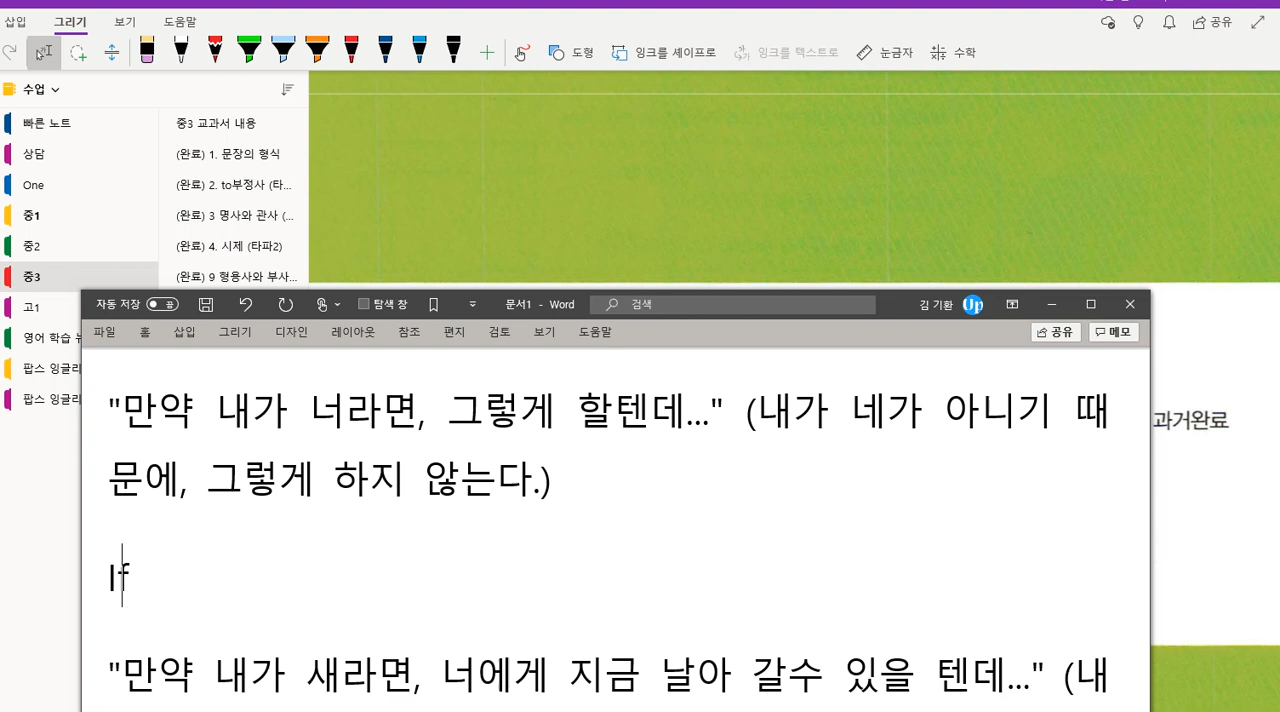 삽입 그리기 보기 도움말
공유
도형 잉크를 셰이프로 잉크를 텍스트로 눈금자 수학
수업
빠른 노트
상담
One
중1
중2
중3
고1
영어 학습
팝스 잉글리
팝스 잉글리
중3 교과서 내용
(완료) 1. 문장의 형식
(완료) 2. to부정사 (타...
(완료) 3 명사와 관사 (...
(완료) 4. 시제 (타파2)
(완료) 9 형용사와 부사...
자동 저장 끔 탐색 창 문서1 - Word 검색 김 기환 Up
파일 홈 삽입 그리기 디자인 레이아웃 참조 편지 검토 보기 도움말 공유 메모
"만약 내가 너라면, 그렇게 할텐데..." (내가 네가 아니기 때
문에, 그렇게 하지 않는다.)
If
"만약 내가 새라면, 너에게 지금 날아 갈수 있을 텐데..." (내
과거완료